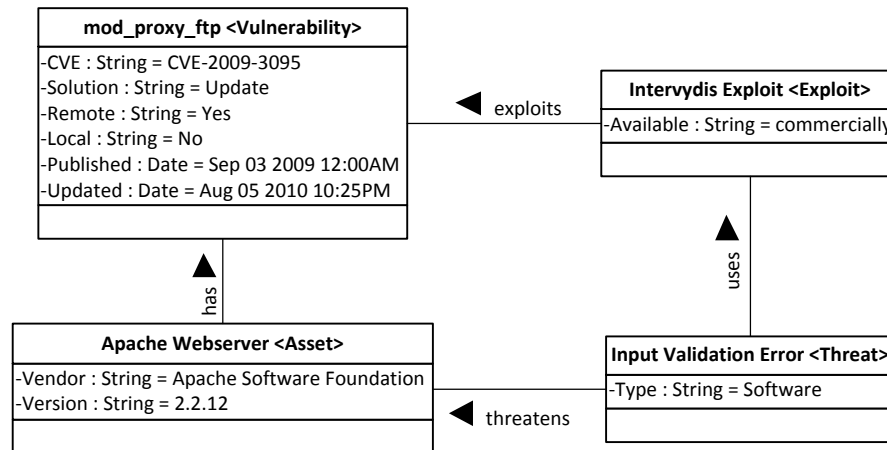 mod_proxy_ftp <Vulnerability>
-CVE : String = CVE-2009-3095
-Solution : String = Update
-Remote : String = Yes
-Local : String = No
-Published : Date = Sep 03 2009 12:00AM
-Updated : Date = Aug 05 2010 10:25PM
exploits
Intervydis Exploit <Exploit>
-Available : String = commercially
has
uses
Apache Webserver <Asset>
-Vendor : String = Apache Software Foundation
-Version : String = 2.2.12
threatens
Input Validation Error <Threat>
-Type : String = Software